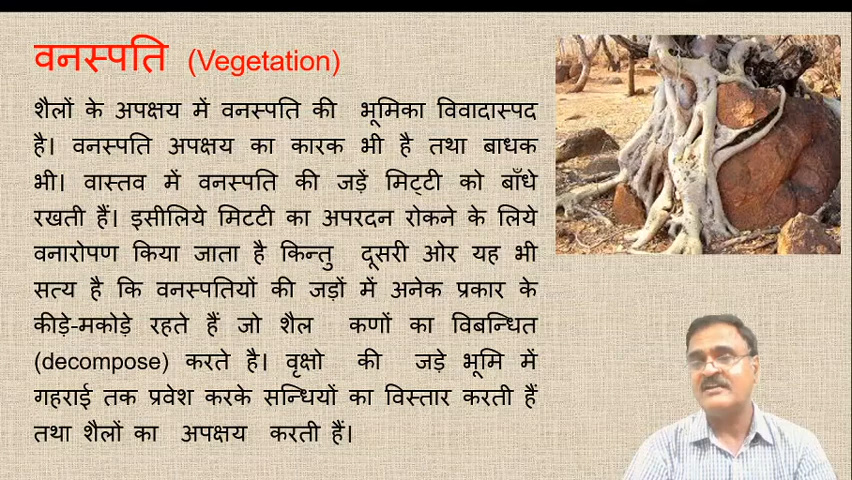 वनस्पति (Vegetation)
शैलों के अपक्षय में वनस्पति की भूमिका विवादास्पद
है। वनस्पति अपक्षय का कारक भी है तथा बाधक
भी। वास्तव में वनस्पति की जड़ें मिट्टी को बाँधे
रखती हैं। इसीलिये मिटटी का अपरदन रोकने के लिये
वनारोपण किया जाता है किन्तु दूसरी ओर यह भी
सत्य है कि वनस्पतियों की जड़ों में अनेक प्रकार के
कीड़े-मकोड़े रहते हैं जो शैल कणों का विबन्धित
(decompose) करते है। वृक्षो की जड़े भूमि में
गहराई तक प्रवेश करके सन्धियों का विस्तार करती हैं
तथा शैलों का अपक्षय करती हैं।